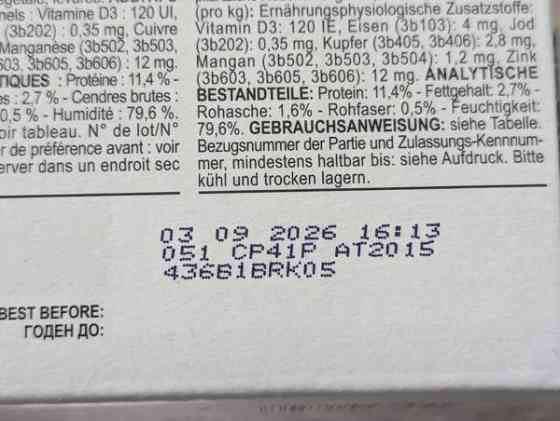 nels : Vitamine D3 : 120 UI,
(3b202) : 0,35 mg, Cuivre
Manganèse (3b502, 3b503,
603, 3b605, 3b606) : 12 mg.
TIQUES : Protéine : 11,4 % -
es : 2,7 % - Cendres brutes :
0,5 % - Humidité : 79,6 %.
oir tableau. N° de lot/N°
r de préférence avant : voir
erver dans un endroit sec
(pro kg): Ernährungsphysiologische Zusatzstoffe:
Vitamin D3: 120 IE, Eisen (3b103): 4 mg, Jod
(3b202): 0,35 mg, Kupfer (3b405, 3b406): 2,8 mg,
Mangan (3b502, 3b503, 3b504): 1,2 mg, Zink
(3b603, 3b605, 3b606): 12 mg. ANALYTISCHE
BESTANDTEILE: Protein: 11,4% - Fettgehalt: 2,7% -
Rohasche: 1,6% - Rohfaser: 0,5% - Feuchtigkeit:
79,6%. GEBRAUCHSANWEISUNG: siehe Tabelle.
Bezugsnummer der Partie und Zulassungs-Kennnum-
mer, mindestens haltbar bis: siehe Aufdruck. Bitte
kühl und trocken lagern.
03 09 2026 16:13
051 CP41P AT2015
436B1BRK05
BEST BEFORE:
ГОДЕН ДО: